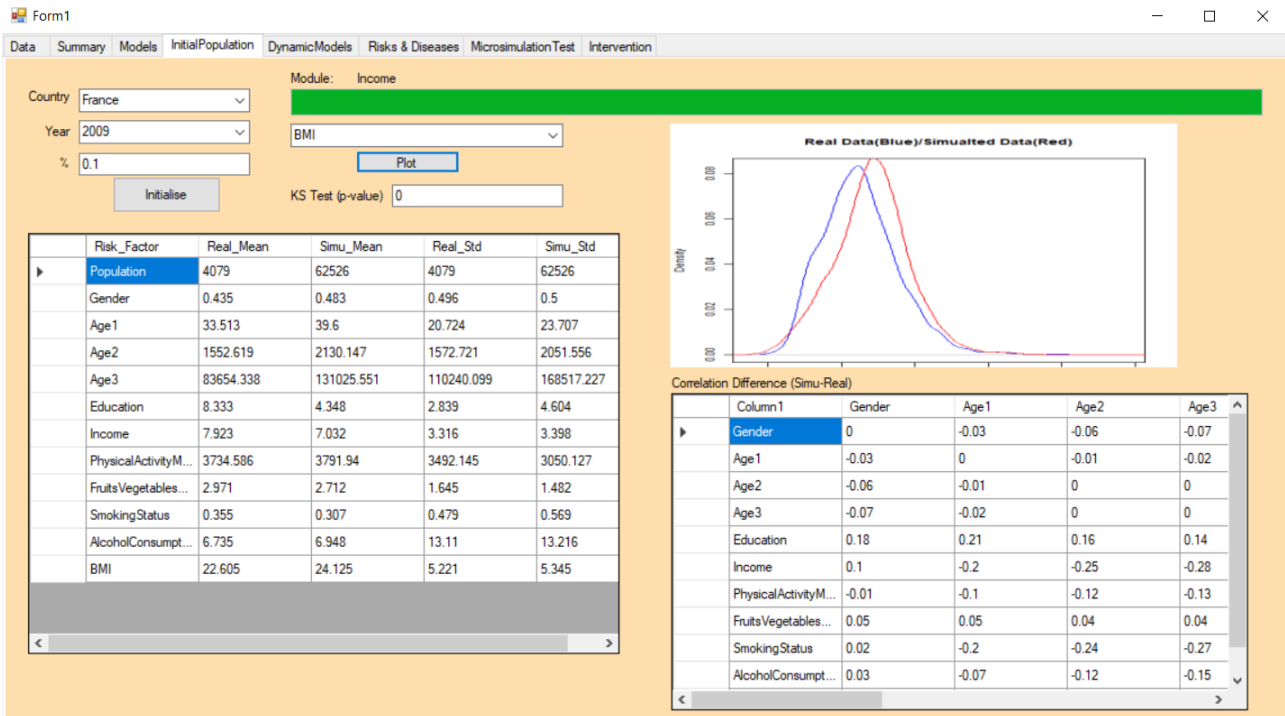 Form1
Data Summary Models InitialPopulation DynamicModels Risks & Diseases MicrosimulationTest Intervention
Module: Income
Country France
Year 2009
% 0.1
Initialise
BMI
Plot
KS Test (p-value) 0
Risk_Factor Real_Mean Simu_Mean Real_Std Simu_Std
Population 4079 62526 4079 62526
Gender 0.435 0.483 0.496 0.5
Age1 33.513 39.6 20.724 23.707
Age2 1552.619 2130.147 1572.721 2051.556
Age3 83654.338 131025.551 110240.099 168517.227
Education 8.333 4.348 2.839 4.604
Income 7.923 7.032 3.316 3.398
PhysicalActivityM... 3734.586 3791.94 3492.145 3050.127
FruitsVegetables... 2.971 2.712 1.645 1.482
SmokingStatus 0.355 0.307 0.479 0.569
AlcoholConsumpt... 6.735 6.948 13.11 13.216
BMI 22.605 24.125 5.221 5.345
Real Data(Blue)/Simualted Data(Red)
Density
0.08
0.06
0.04
0.02
0.00
Correlation Difference (Simu-Real)
Column1 Gender Age1 Age2 Age3
Gender 0 -0.03 -0.06 -0.07
Age1 -0.03 0 -0.01 -0.02
Age2 -0.06 -0.01 0 0
Age3 -0.07 -0.02 0 0
Education 0.18 0.21 0.16 0.14
Income 0.1 -0.2 -0.25 -0.28
PhysicalActivityM... -0.01 -0.1 -0.12 -0.13
FruitsVegetables... 0.05 0.05 0.04 0.04
SmokingStatus 0.02 -0.2 -0.24 -0.27
AlcoholConsumpt... 0.03 -0.07 -0.12 -0.15